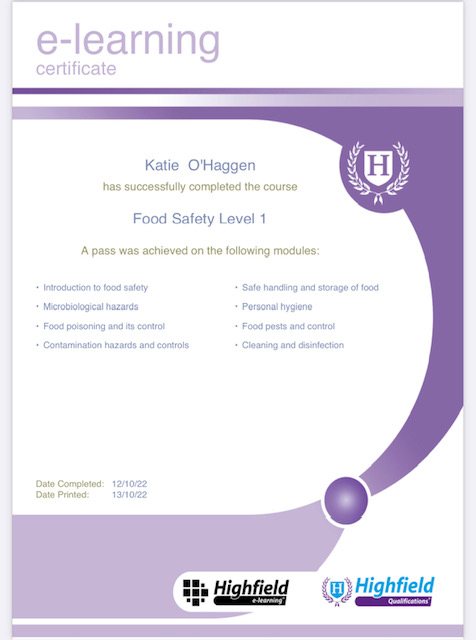 e-learning
certificate
H
Katie O'Haggen
has successfully completed the course
Food Safety Level 1
A pass was achieved on the following modules:
• Introduction to food safety
• Microbiological hazards
• Food poisoning and its control
• Contamination hazards and controls
• Safe handling and storage of food
• Personal hygiene
• Food pests and control
• Cleaning and disinfection
Date Completed: 12/10/22
Date Printed: 13/10/22
Highfield
e-learning
H
Highfield
Qualifications